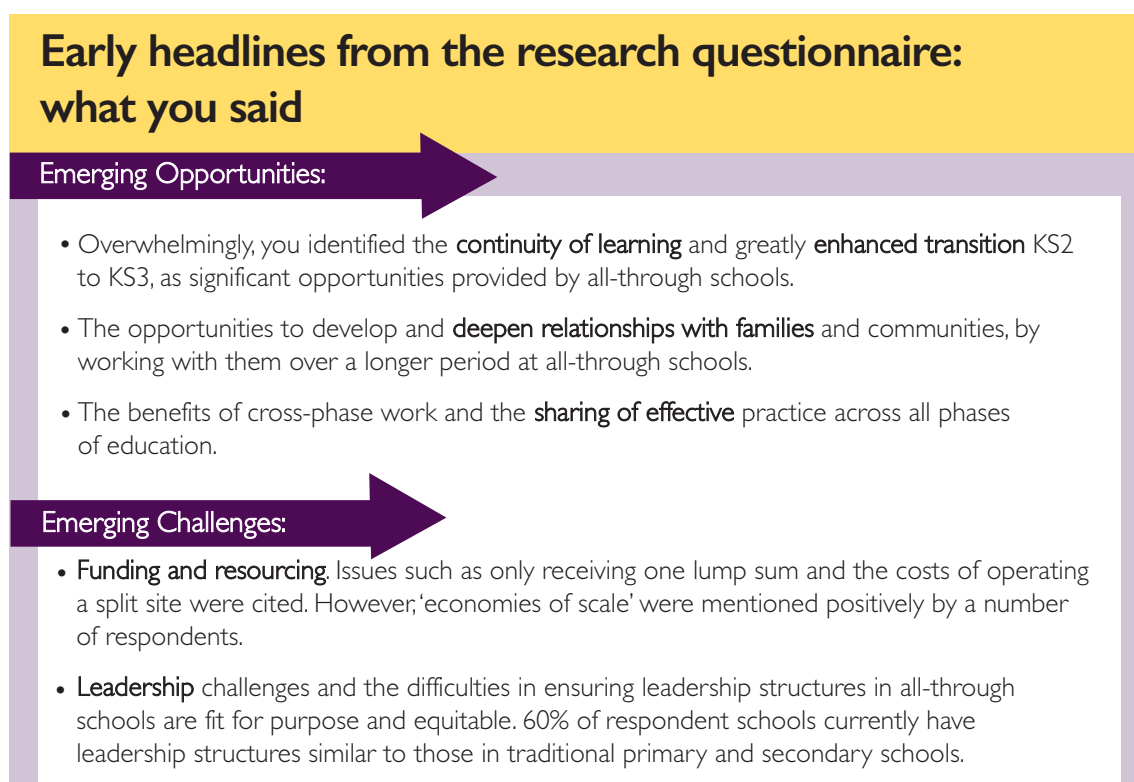 Early headlines from the research questionnaire:
what you said
Emerging Opportunities:
• Overwhelmingly, you identified the continuity of learning and greatly enhanced transition KS2
to KS3, as significant opportunities provided by all-through schools.
• The opportunities to develop and deepen relationships with families and communities, by
working with them over a longer period at all-through schools.
• The benefits of cross-phase work and the sharing of effective practice across all phases
of education.
Emerging Challenges:
• Funding and resourcing. Issues such as only receiving one lump sum and the costs of operating
a split site were cited. However, ‘economies of scale’ were mentioned positively by a number
of respondents.
• Leadership challenges and the difficulties in ensuring leadership structures in all-through
schools are fit for purpose and equitable. 60% of respondent schools currently have
leadership structures similar to those in traditional primary and secondary schools.